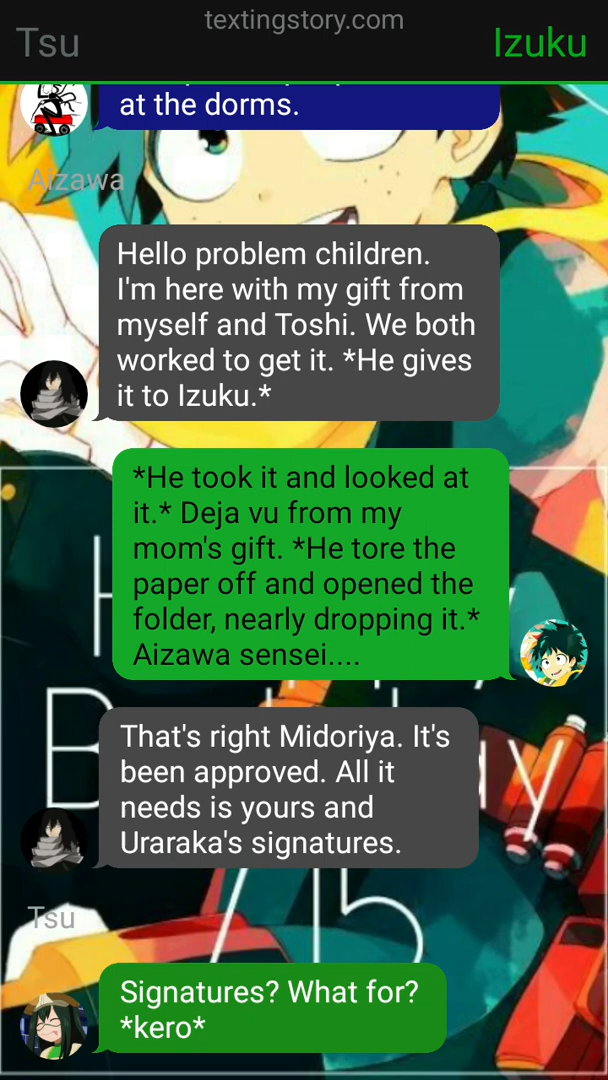 textingstory.com
Tsu
Izuku
at the dorms.
Aizawa
Hello problem children.
I'm here with my gift from
myself and Toshi. We both
worked to get it. *He gives
it to Izuku.*
*He took it and looked at
it.* Deja vu from my
mom's gift. *He tore the
paper off and opened the
folder, nearly dropping it.*
Aizawa sensei....
That's right Midoriya. It's
been approved. All it
needs is yours and
Uraraka's signatures.
Tsu
Signatures? What for?
*kero*